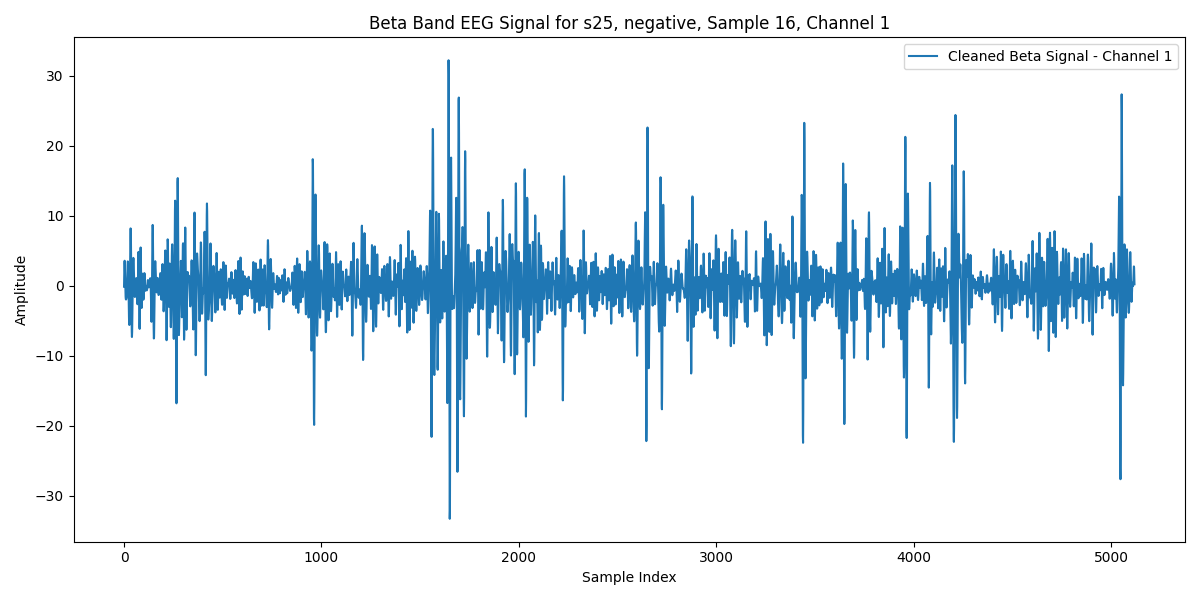 Beta Band EEG Signal for s25, negative, Sample 16, Channel 1
Cleaned Beta Signal - Channel 1
Amplitude
30
20
10
0
−10
−20
−30
0 1000 2000 3000 4000 5000
Sample Index